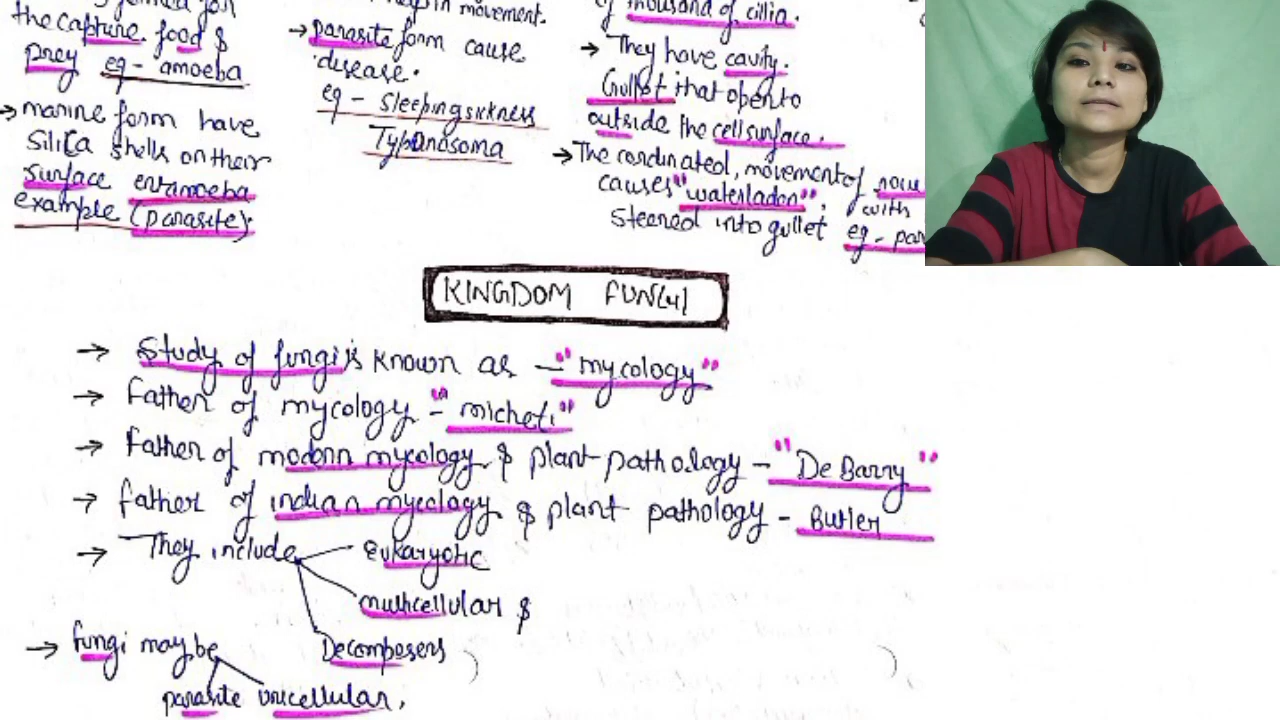 the capture food &
prey eg - amoeba
→ marine form have
Silica shells on their
surface entamoeba
example (parasite).
movement.
→ parasite form cause
disease.
eg - sleeping sickness
Typanosoma
of thousand of cillia.
→ They have cavity.
Gullet that open to
outside the cell surface.
→ The cordinated, movement of rows
causes "waterladen", with
steered into gullet eg - par
KINGDOM FUNGI
→ Study of fungi is known as - "mycology"
→ Father of mycology - "micheli"
→ Father of modern mycology & plant pathology - "De Barry"
→ father of indian mycology & plant pathology - Butler
→ They include
Eukaryotic
multicellular &
Decomposers
→ fungi may be
parasite unicellular,